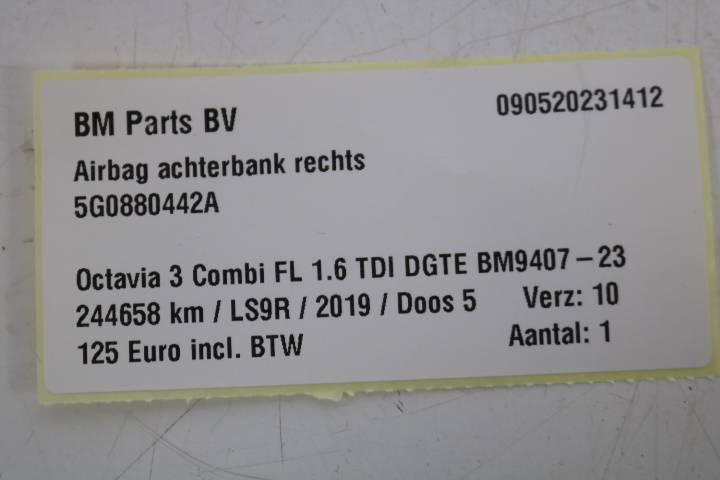 BM Parts BV
090520231412
Airbag achterbank rechts
5G0880442A
Octavia 3 Combi FL 1.6 TDI DGTE BM9407-23
244658 km / LS9R / 2019 / Doos 5 Verz: 10
125 Euro incl. BTW Aantal: 1